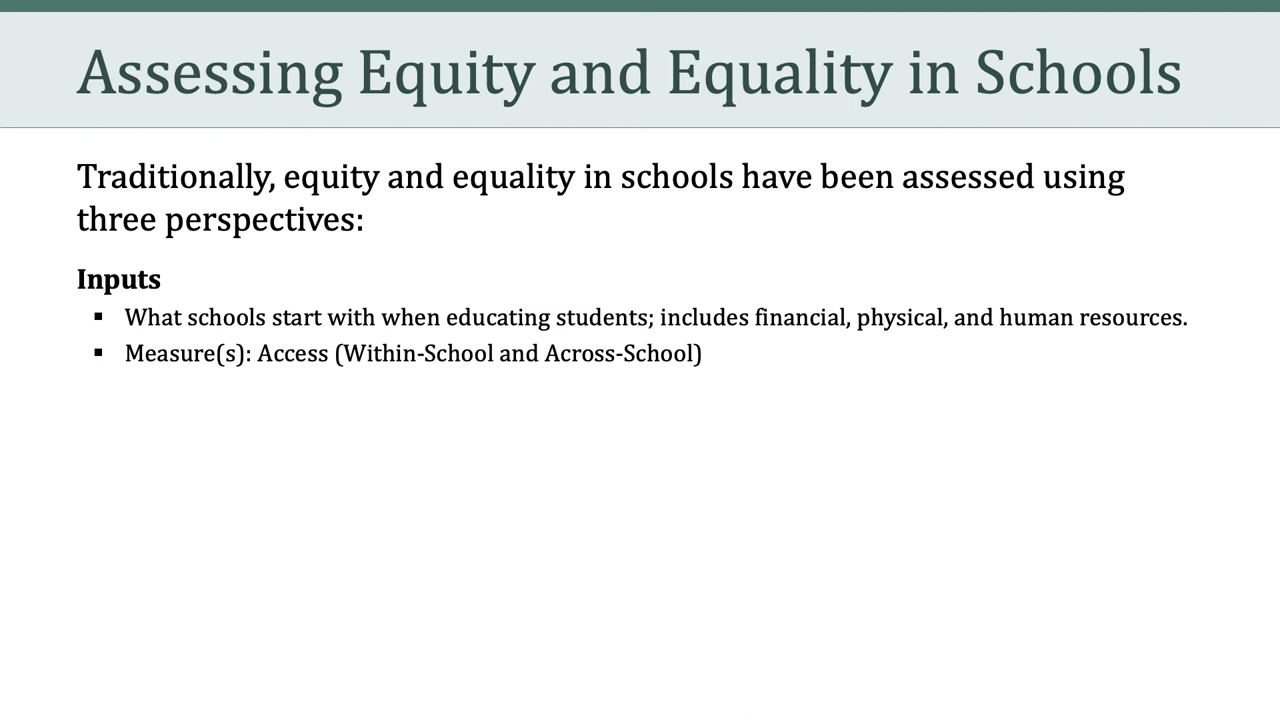 Assessing Equity and Equality in Schools
Traditionally, equity and equality in schools have been assessed using
three perspectives:
Inputs
▪ What schools start with when educating students; includes financial, physical, and human resources.
▪ Measure(s): Access (Within-School and Across-School)